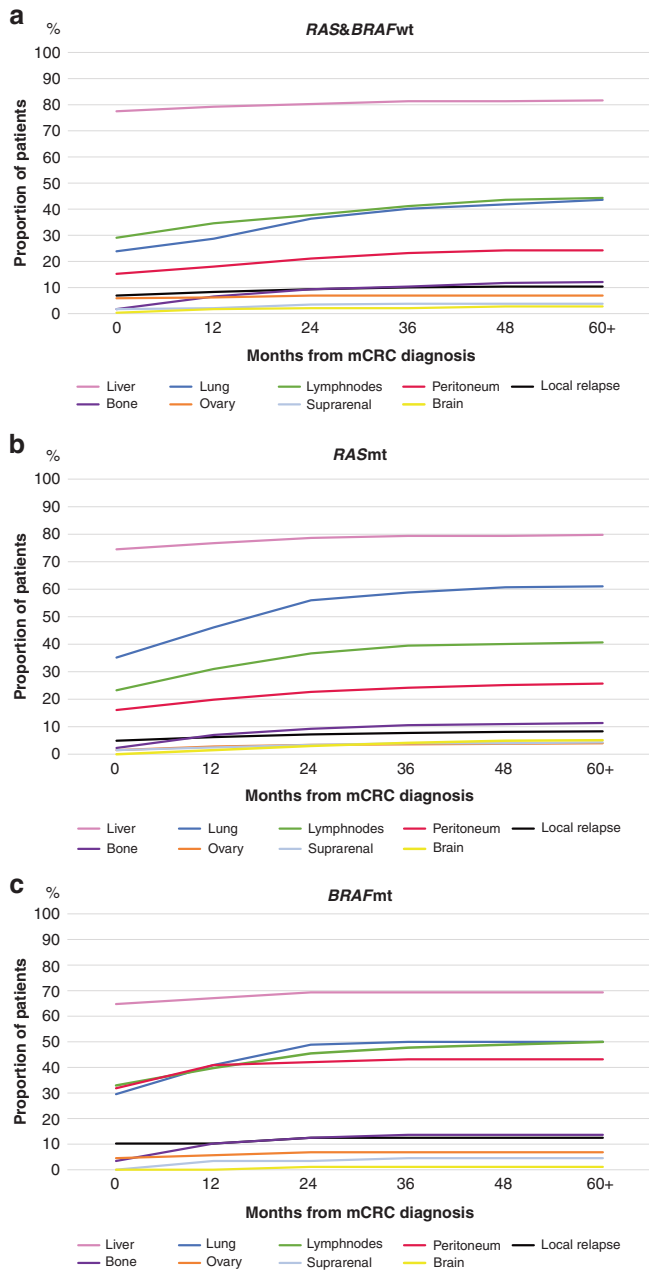 a
% RAS&BRAFwt
100
90
80
70
60
50
40
30
20
10
0
Proportion of patients
0 12 24 36 48 60+
Months from mCRC diagnosis
Liver Lung Lymphnodes Peritoneum Local relapse
Bone Ovary Suprarenal Brain
b
% RASmt
100
90
80
70
60
50
40
30
20
10
0
Proportion of patients
0 12 24 36 48 60+
Months from mCRC diagnosis
Liver Lung Lymphnodes Peritoneum Local relapse
Bone Ovary Suprarenal Brain
c
% BRAFmt
100
90
80
70
60
50
40
30
20
10
0
Proportion of patients
0 12 24 36 48 60+
Months from mCRC diagnosis
Liver Lung Lymphnodes Peritoneum Local relapse
Bone Ovary Suprarenal Brain